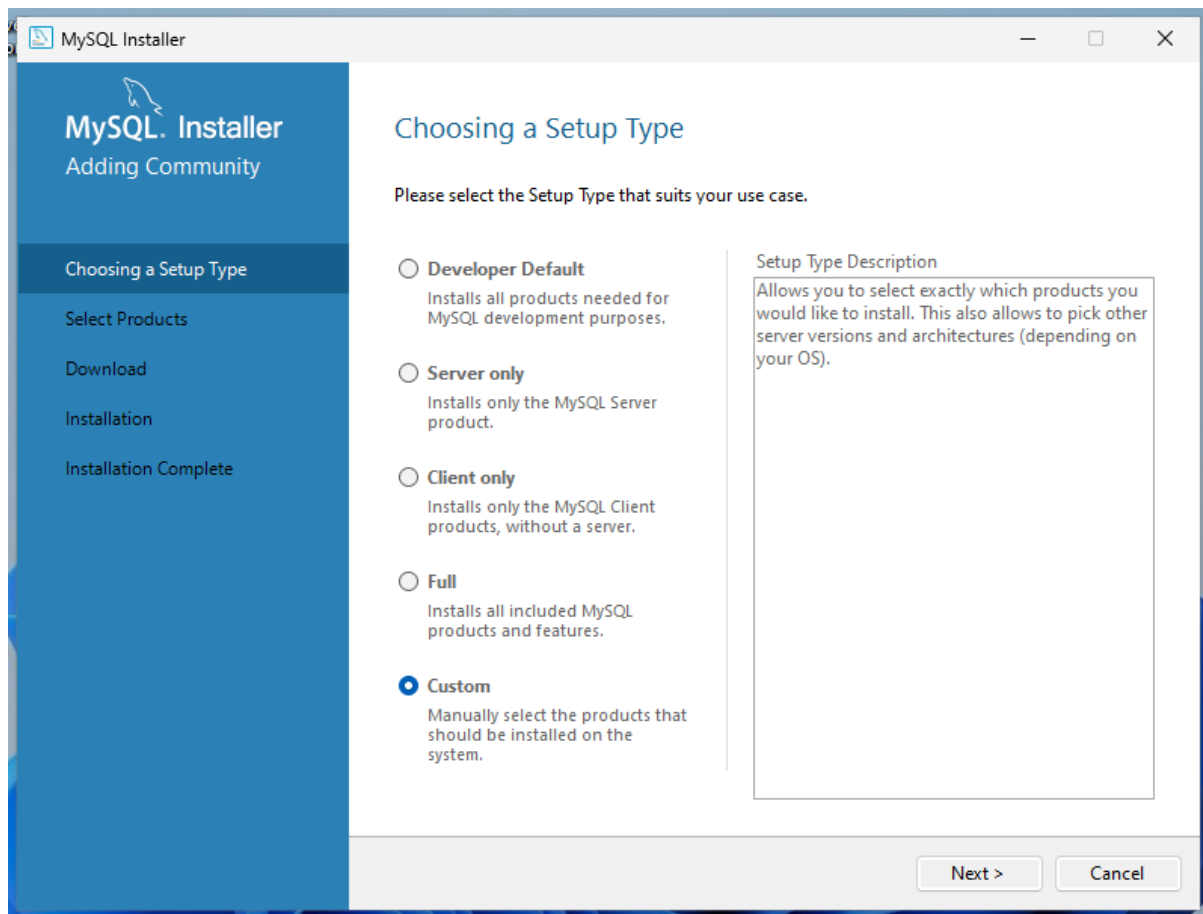 MySQL Installer
MySQL. Installer
Adding Community
Choosing a Setup Type
Select Products
Download
Installation
Installation Complete
Choosing a Setup Type
Please select the Setup Type that suits your use case.
Developer Default
Installs all products needed for
MySQL development purposes.
Server only
Installs only the MySQL Server
product.
Client only
Installs only the MySQL Client
products, without a server.
Full
Installs all included MySQL
products and features.
Custom
Manually select the products that
should be installed on the
system.
Setup Type Description
Allows you to select exactly which products you
would like to install. This also allows to pick other
server versions and architectures (depending on
your OS).
Next >
Cancel